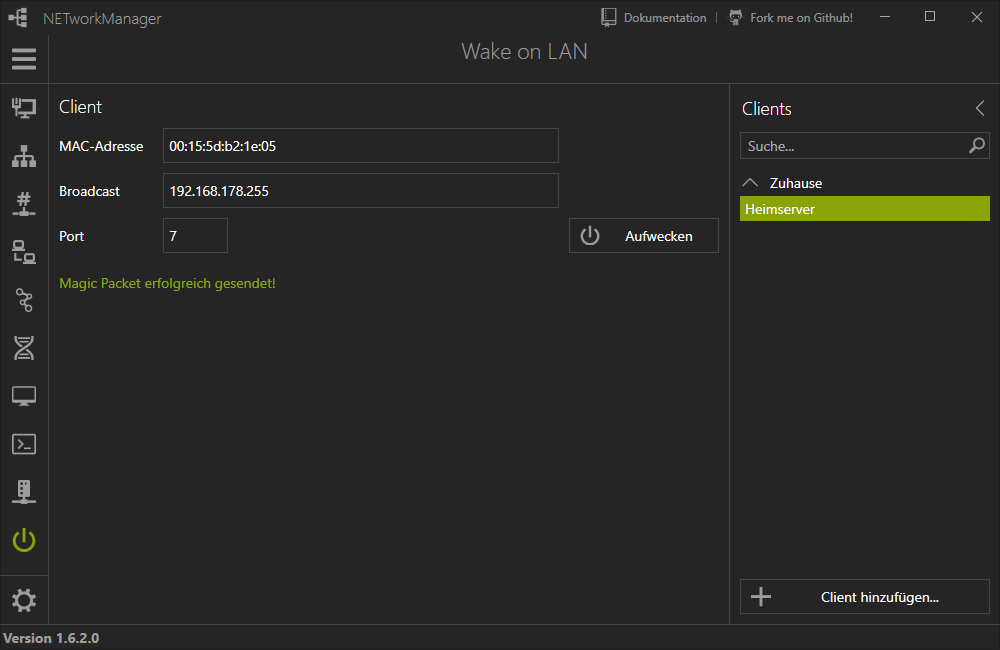 NETworkManager
Dokumentation
Fork me on Github!
Wake on LAN
Client
MAC-Adresse 00:15:5d:b2:1e:05
Broadcast 192.168.178.255
Port 7 Aufwecken
Magic Packet erfolgreich gesendet!
Clients
Suche...
Zuhause
Heimserver
Client hinzufügen...
Version 1.6.2.0